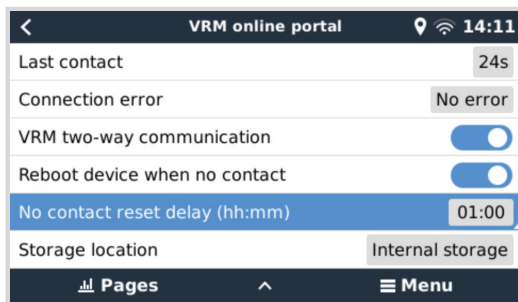 VRM online portal 14:11
Last contact 24s
Connection error No error
VRM two-way communication
Reboot device when no contact
No contact reset delay (hh:mm) 01:00
Storage location Internal storage
Pages Menu